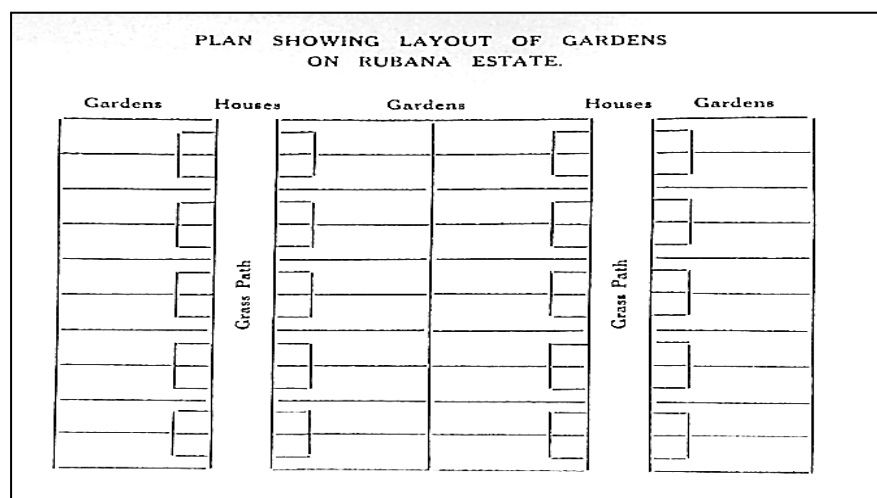 PLAN SHOWING LAYOUT OF GARDENS
ON RUBANA ESTATE.
Gardens Houses Gardens Houses Gardens
Grass Path
Grass Path